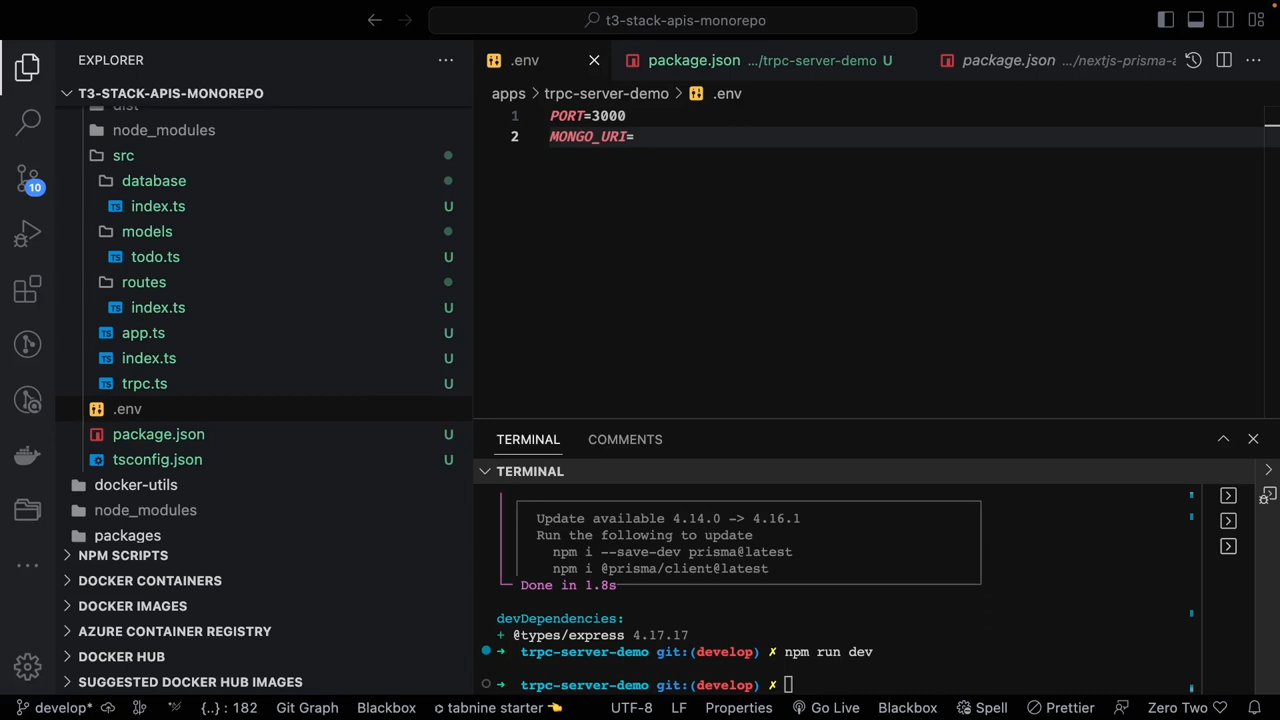 t3-stack-apis-monorepo
EXPLORER
T3-STACK-APIS-MONOREPO
dist
node_modules
src
database
index.ts U
models
todo.ts U
routes
index.ts U
app.ts U
index.ts U
trpc.ts U
.env
package.json U
tsconfig.json U
docker-utils
node_modules
packages
NPM SCRIPTS
DOCKER CONTAINERS
DOCKER IMAGES
AZURE CONTAINER REGISTRY
DOCKER HUB
SUGGESTED DOCKER HUB IMAGES
10
.env
package.json .../trpc-server-demo U
package.json .../nextjs-prisma-a
apps > trpc-server-demo > .env
1 PORT=3000
2 MONGO_URI=
TERMINAL COMMENTS
TERMINAL
Update available 4.14.0 -> 4.16.1
Run the following to update
npm i --save-dev prisma@latest
npm i @prisma/client@latest
Done in 1.8s
devDependencies:
+ @types/express 4.17.17
→ trpc-server-demo git:(develop) ✗ npm run dev
→ trpc-server-demo git:(develop) ✗
develop* {..} : 182 Git Graph Blackbox tabnine starter 👈 UTF-8 LF Properties Go Live Blackbox Spell Prettier Zero Two ♡